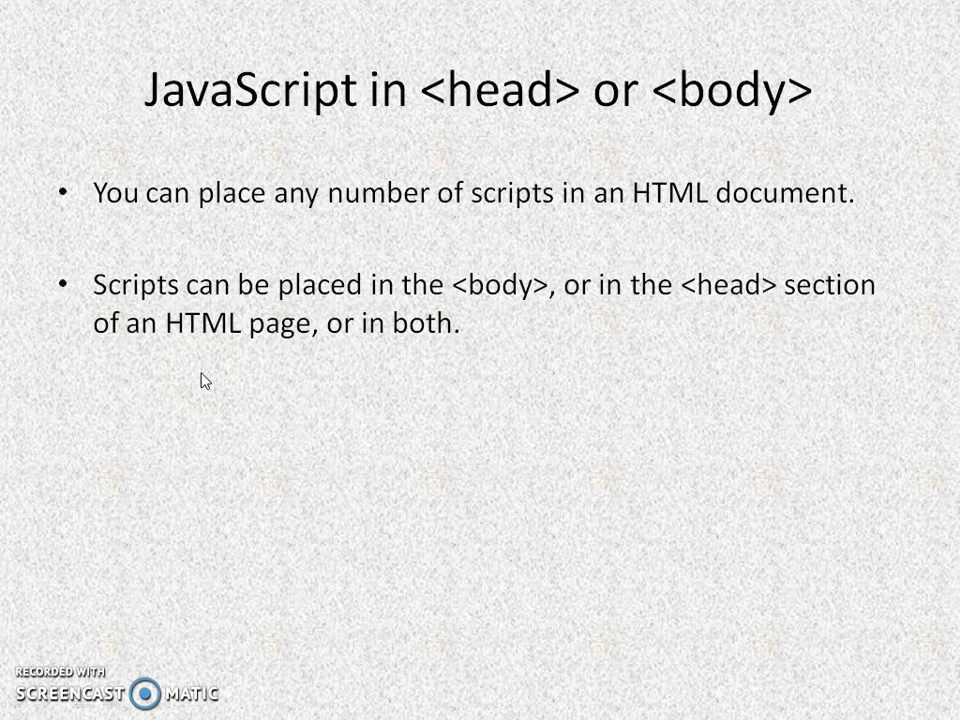 JavaScript in <head> or <body>
• You can place any number of scripts in an HTML document.
• Scripts can be placed in the <body>, or in the <head> section
of an HTML page, or in both.
RECORDED WITH
SCREENCAST MATIC